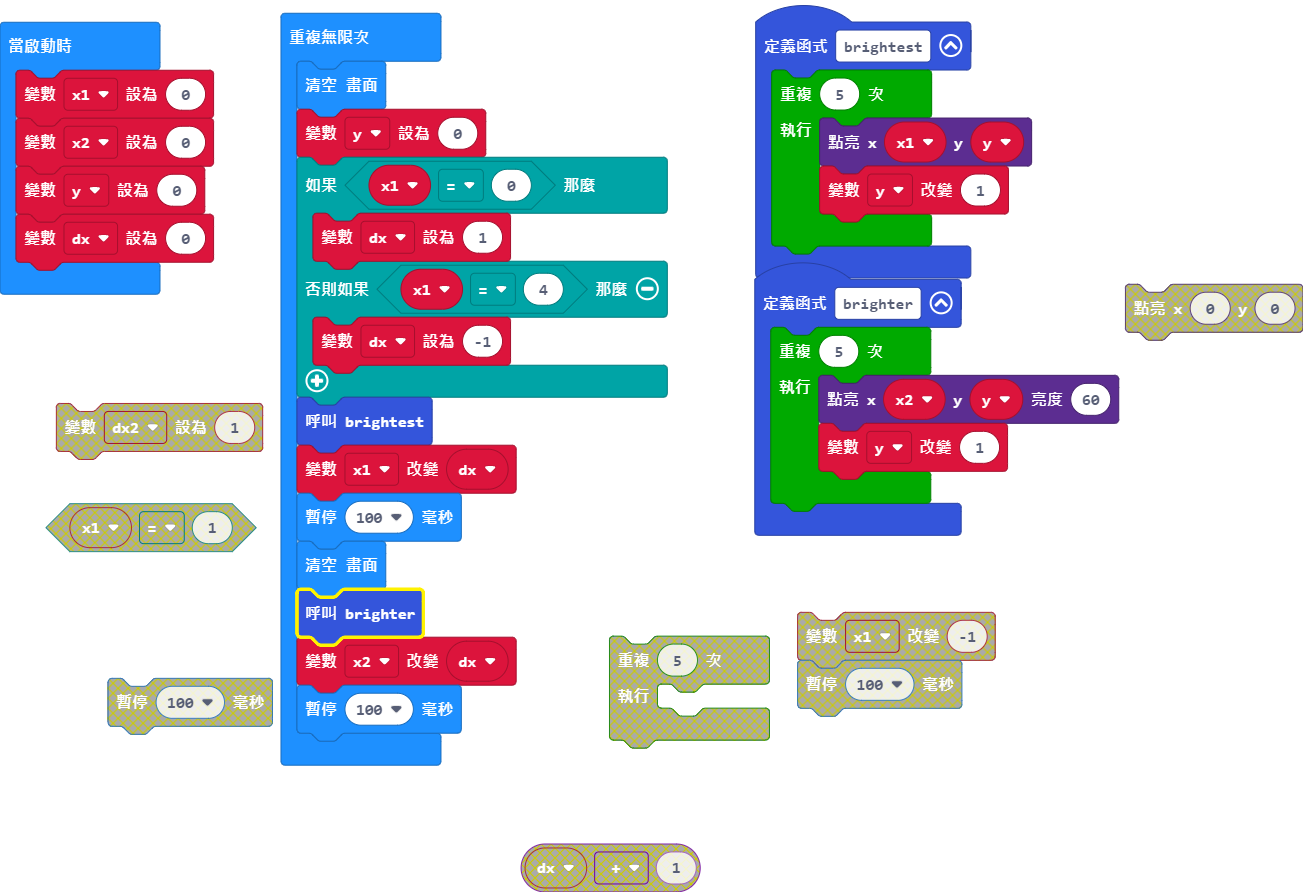 當啟動時
變數 x1 設為 0
變數 x2 設為 0
變數 y 設為 0
變數 dx 設為 0
變數 dx2 設為 1
x1 = 1
暫停 100 毫秒
重複無限次
清空 畫面
變數 y 設為 0
如果 x1 = 0 那麼
變數 dx 設為 1
否則如果 x1 = 4 那麼
變數 dx 設為 -1
呼叫 brightest
變數 x1 改變 dx
暫停 100 毫秒
清空 畫面
呼叫 brighter
變數 x2 改變 dx
暫停 100 毫秒
定義函式 brightest
重複 5 次
執行
點亮 x x1 y y
變數 y 改變 1
定義函式 brighter
重複 5 次
執行
點亮 x x2 y y 亮度 60
變數 y 改變 1
點亮 x 0 y 0
重複 5 次
執行
變數 x1 改變 -1
暫停 100 毫秒
dx + 1